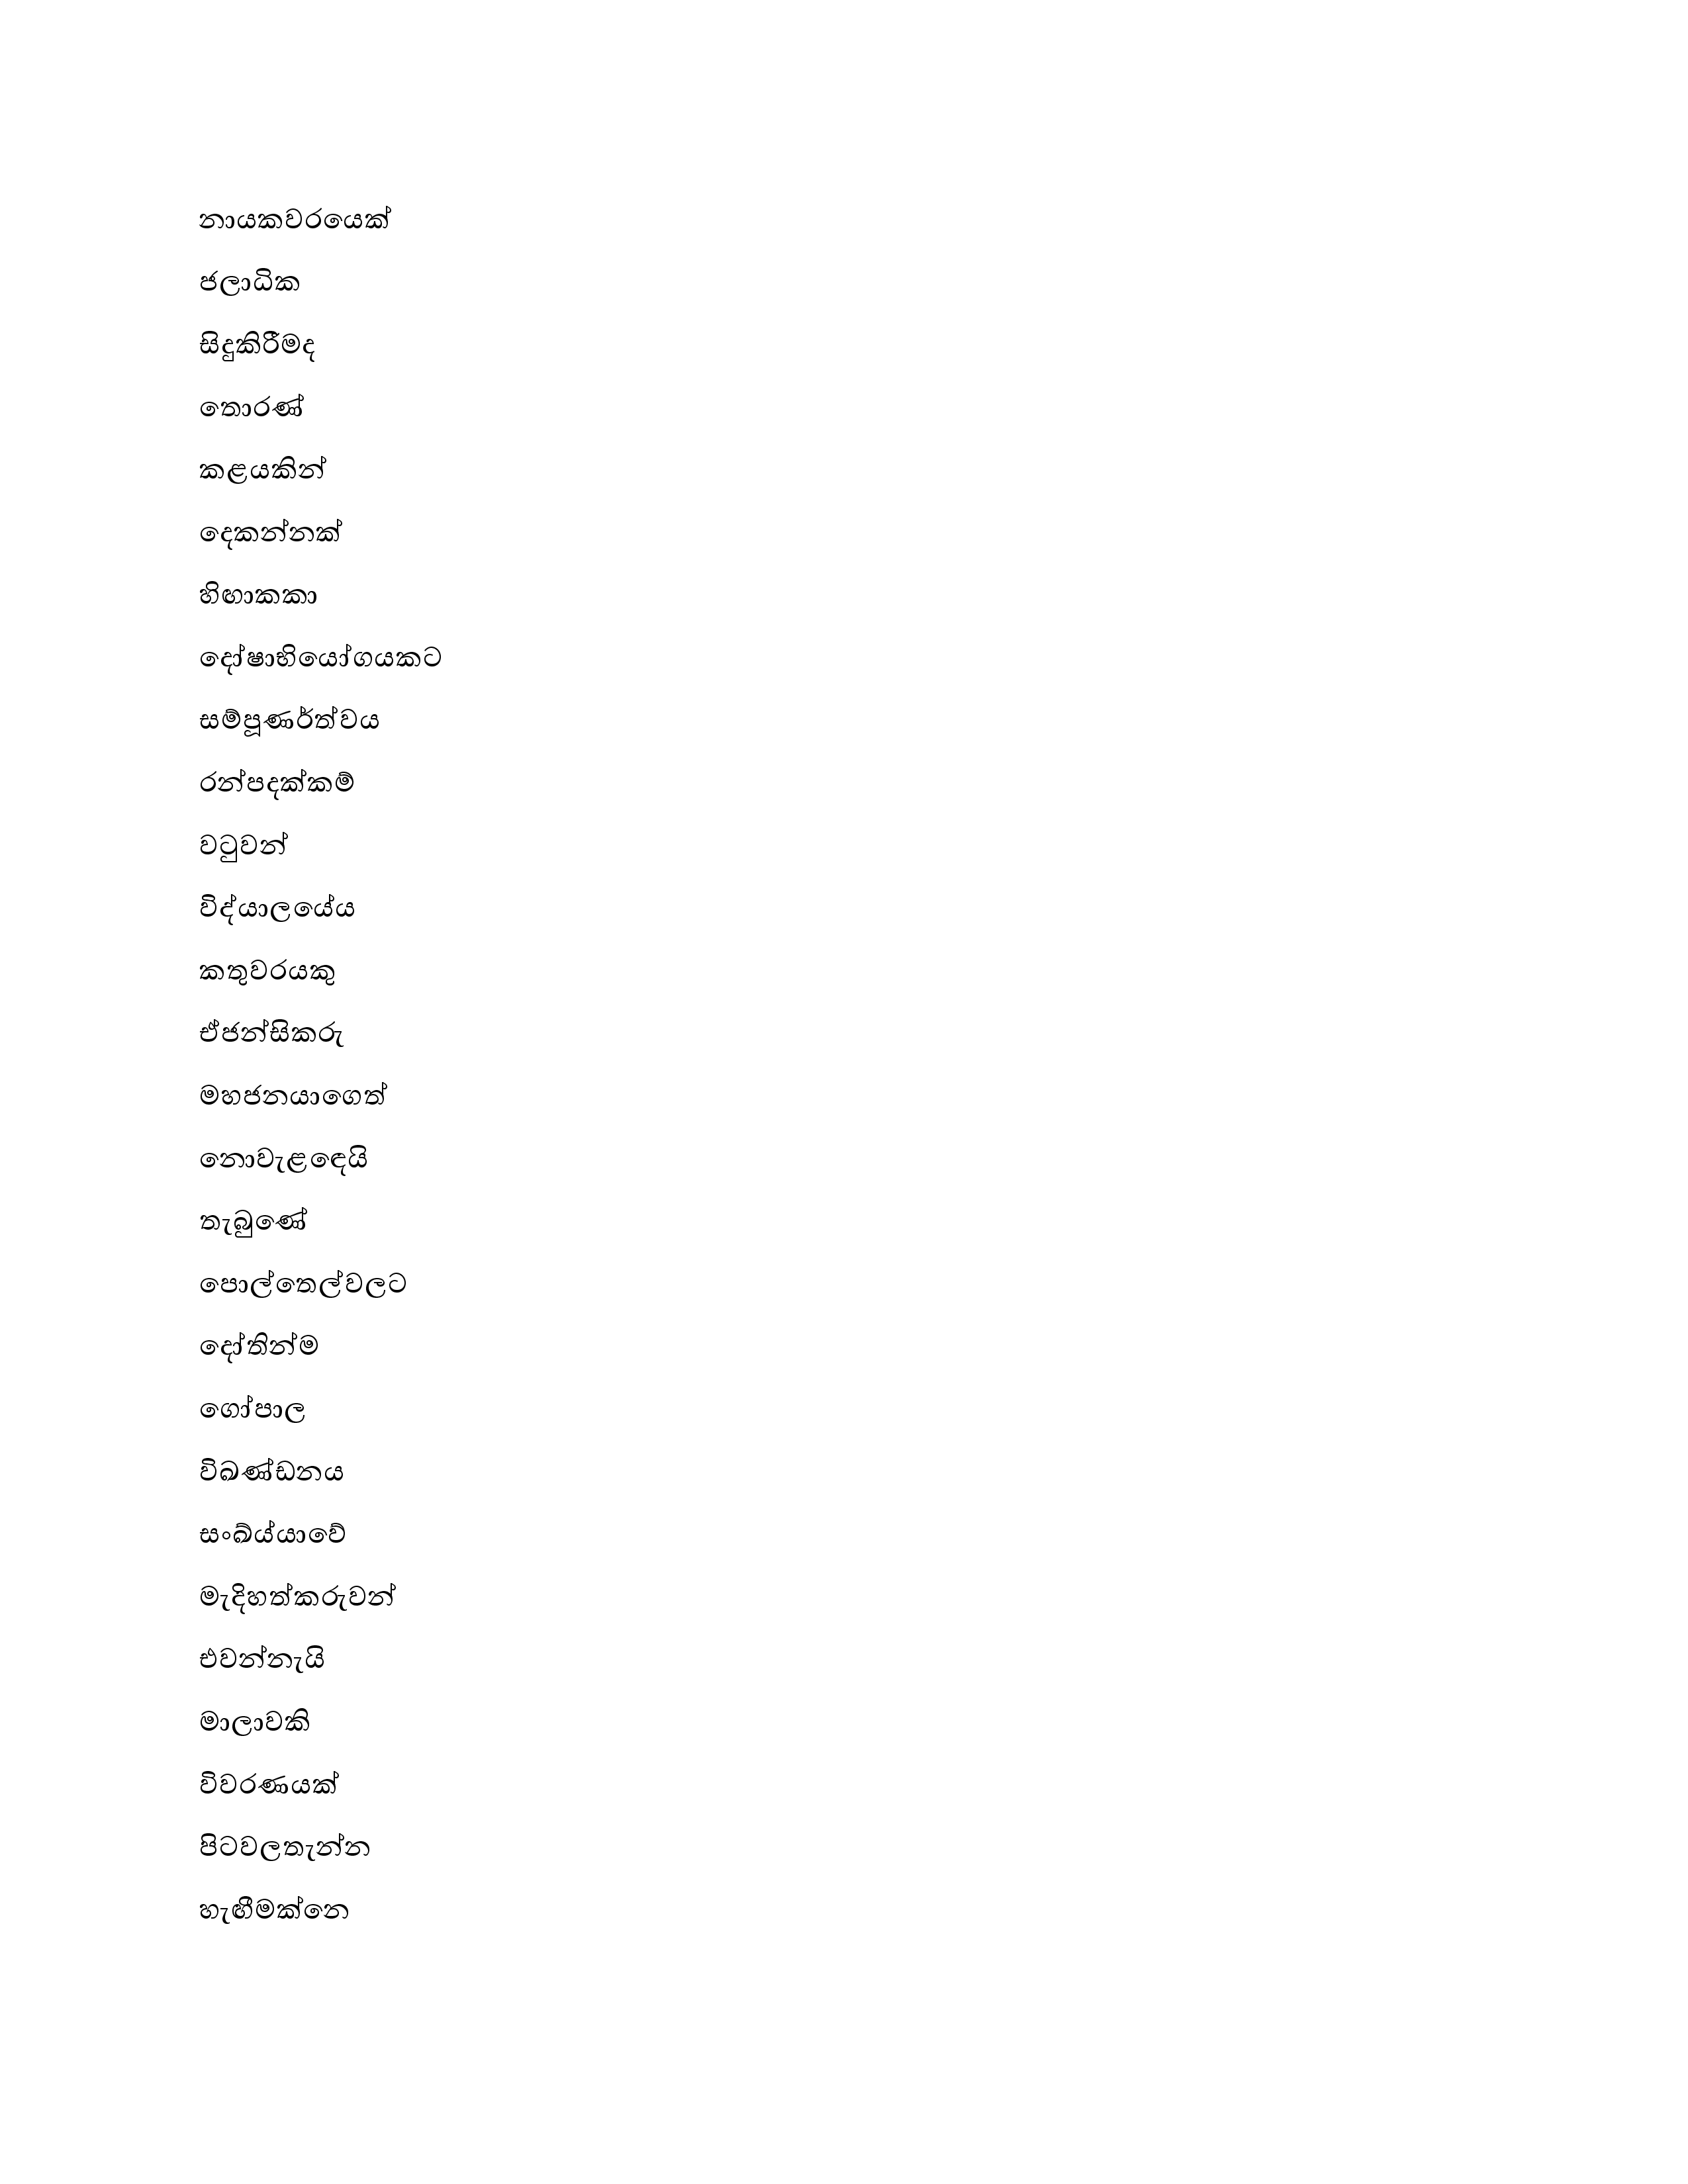 නායකවරයෙක්
ජලාධික
සිදුකිරීමද
තොරණ්
කළයකින්
දෙකන්නක්
හිඟාකකා
දෝෂාභියෝගයකට
සම්පූර්ණත්වය
රන්පදක්කම්
වටුවන්
විද්යාලයේය
කතුවරයකු
ඒජන්සිකරු
මහජනයාගෙත්
නොවැළඳෙයි
තැබුණේ
පොල්තෙල්වලට
දෝතින්ම
ගෝපාල
විඛණ්ඩනය
සංඛ්ය්යාවේ
මැදිහත්කරුවන්
එවන්නැයි
මාලාවකි
විවරණයක්
පිටවලතැන්න
හැඟීමක්නෙ